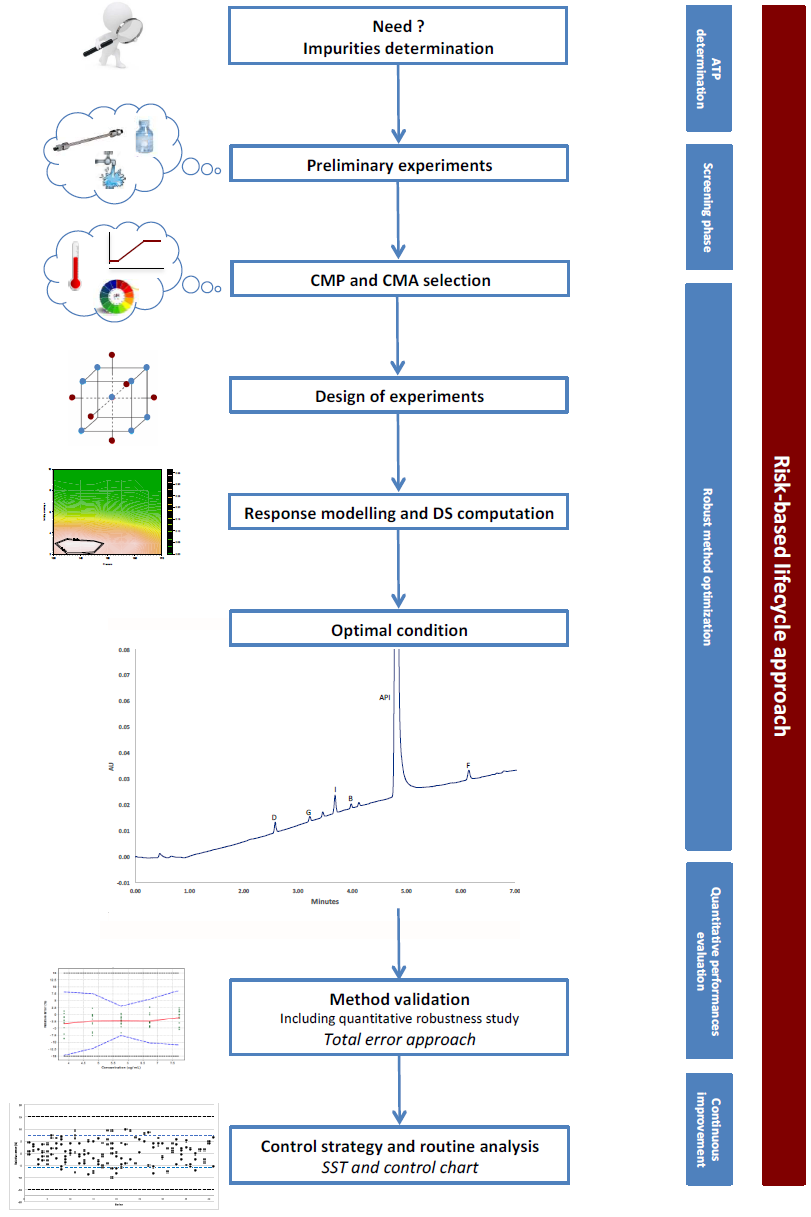 Need ?
Impurities determination
ATP
determination
Preliminary experiments
Screening phase
CMP and CMA selection
Design of experiments
Response modelling and DS computation
Robust method optimization
Risk-based lifecycle approach
Optimal condition
0.08
0.07
0.06
0.05
0.04
0.03
0.02
0.01
0.00
-0.01
AU
API
D
G
I
B
F
0.00 1.00 2.00 3.00 4.00 5.00 6.00 7.00
Minutes
Quantitative performances
evaluation
Method validation
Including quantitative robustness study
Total error approach
Concentration (ug/mL)
Continuous
improvement
Control strategy and routine analysis
SST and control chart
Series